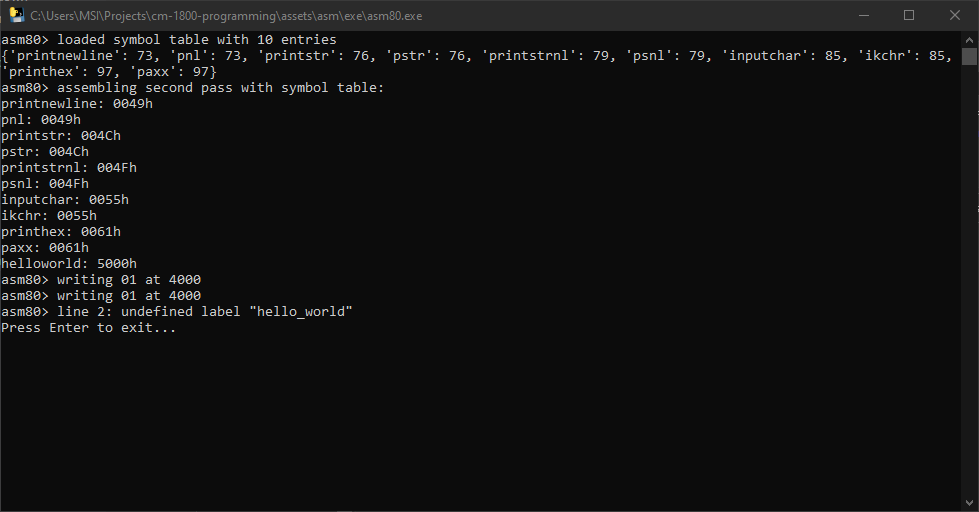 C:\Users\MSI\Projects\cm-1800-programming\assets\asm\exe\asm80.exe
asm80> loaded symbol table with 10 entries
{'printnewline': 73, 'pnl': 73, 'printstr': 76, 'pstr': 76, 'printstrnl': 79, 'psnl': 79, 'inputchar': 85, 'ikchr': 85,
'printhex': 97, 'paxx': 97}
asm80> assembling second pass with symbol table:
printnewline: 0049h
pnl: 0049h
printstr: 004Ch
pstr: 004Ch
printstrnl: 004Fh
psnl: 004Fh
inputchar: 0055h
ikchr: 0055h
printhex: 0061h
paxx: 0061h
helloworld: 5000h
asm80> writing 01 at 4000
asm80> writing 01 at 4000
asm80> line 2: undefined label "hello_world"
Press Enter to exit...